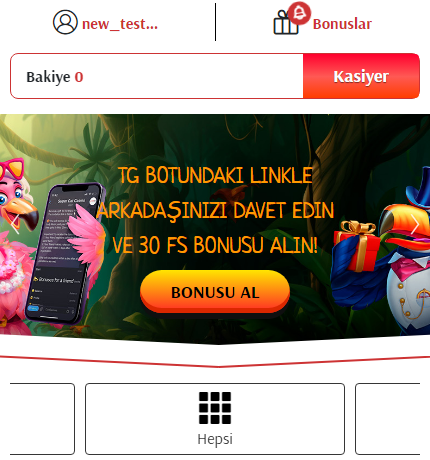 new_test...
Bonuslar
Bakiye 0
Kasiyer
TG BOTUNDAKI LINKLE
ARKADAŞINIZI DAVET EDIN
VE 30 FS BONUSU ALIN!
BONUSU AL
Hepsi